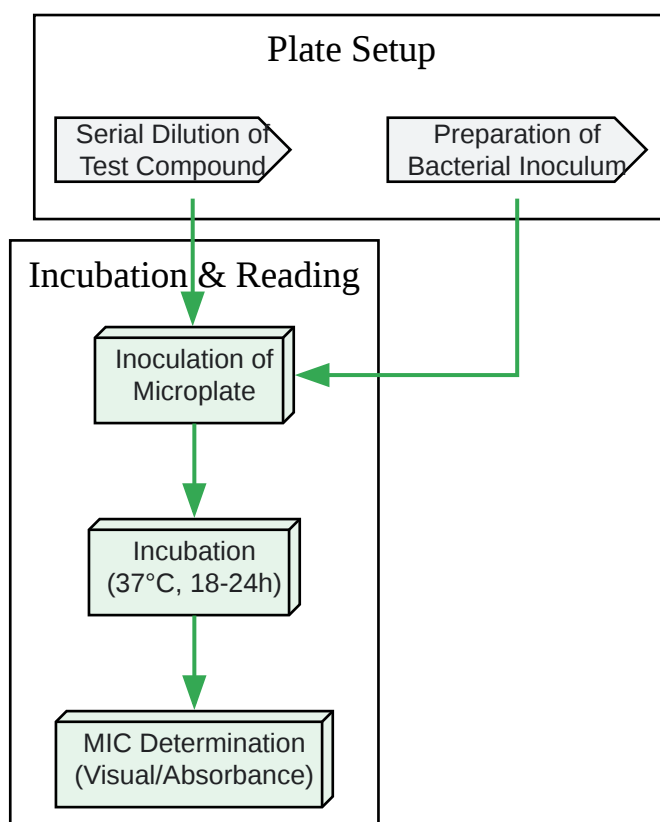 Plate Setup
Serial Dilution of
Test Compound
Preparation of
Bacterial Inoculum
Incubation & Reading
Inoculation of
Microplate
Incubation
(37°C, 18-24h)
MIC Determination
(Visual/Absorbance)